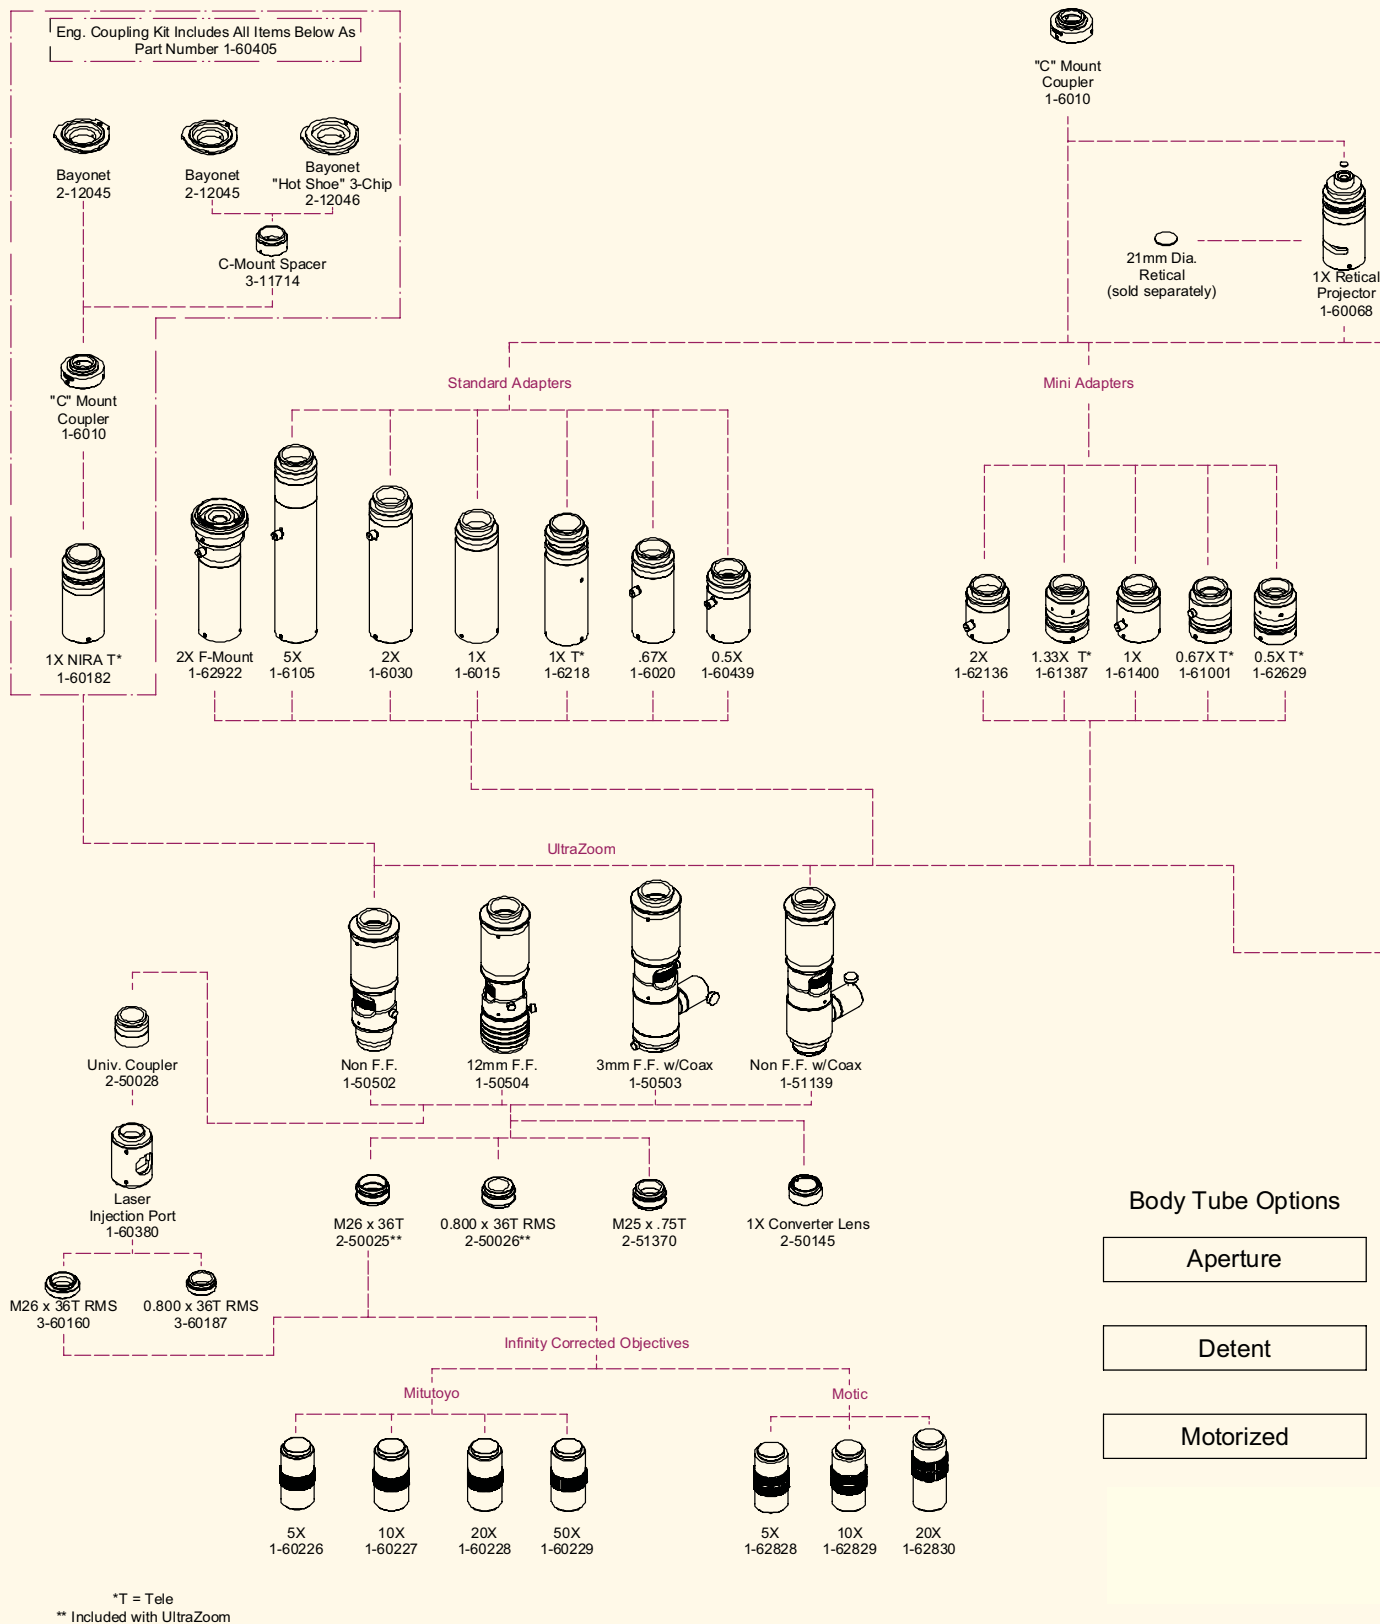 Eng. Coupling Kit Includes All Items Below As
Part Number 1-60405
"C" Mount
Coupler
1-6010
Bayonet
2-12045
Bayonet
2-12045
Bayonet
"Hot Shoe" 3-Chip
2-12046
C-Mount Spacer
3-11714
21mm Dia.
Retical
(sold separately)
1X Retical
Projector
1-60068
"C" Mount
Coupler
1-6010
Standard Adapters
Mini Adapters
1X NIRA T*
1-60182
2X F-Mount
1-62922
5X
1-6105
2X
1-6030
1X
1-6015
1X T*
1-6218
.67X
1-6020
0.5X
1-60439
2X
1-62136
1.33X T*
1-61387
1X
1-61400
0.67X T*
1-61001
0.5X T*
1-62629
UltraZoom
Univ. Coupler
2-50028
Non F.F.
1-50502
12mm F.F.
1-50504
3mm F.F. w/Coax
1-50503
Non F.F. w/Coax
1-51139
Laser
Injection Port
1-60380
M26 x 36T
2-50025**
0.800 x 36T RMS
2-50026**
M25 x .75T
2-51370
1X Converter Lens
2-50145
M26 x 36T RMS
3-60160
0.800 x 36T RMS
3-60187
Infinity Corrected Objectives
Mitutoyo
Motic
5X
1-60226
10X
1-60227
20X
1-60228
50X
1-60229
5X
1-62828
10X
1-62829
20X
1-62830
Body Tube Options
Aperture
Detent
Motorized
*T = Tele
** Included with UltraZoom